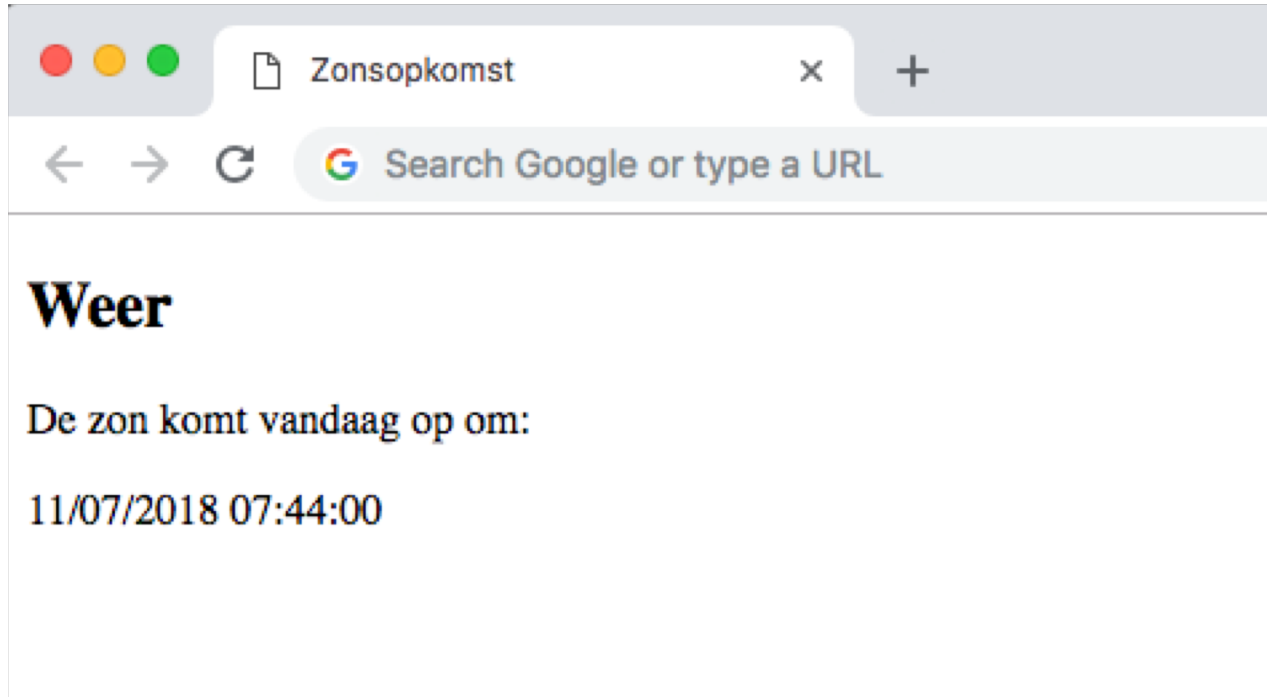 Zonsopkomst
Search Google or type a URL
Weer
De zon komt vandaag op om:
11/07/2018 07:44:00